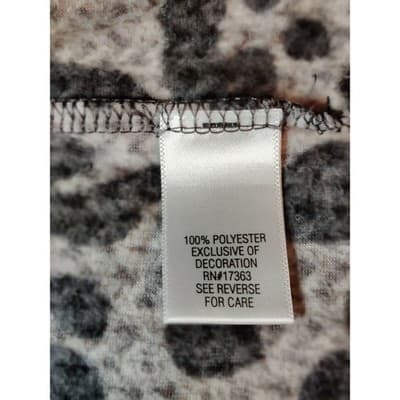 100% POLYESTER
EXCLUSIVE OF
DECORATION
RN#17363
SEE REVERSE
FOR CARE